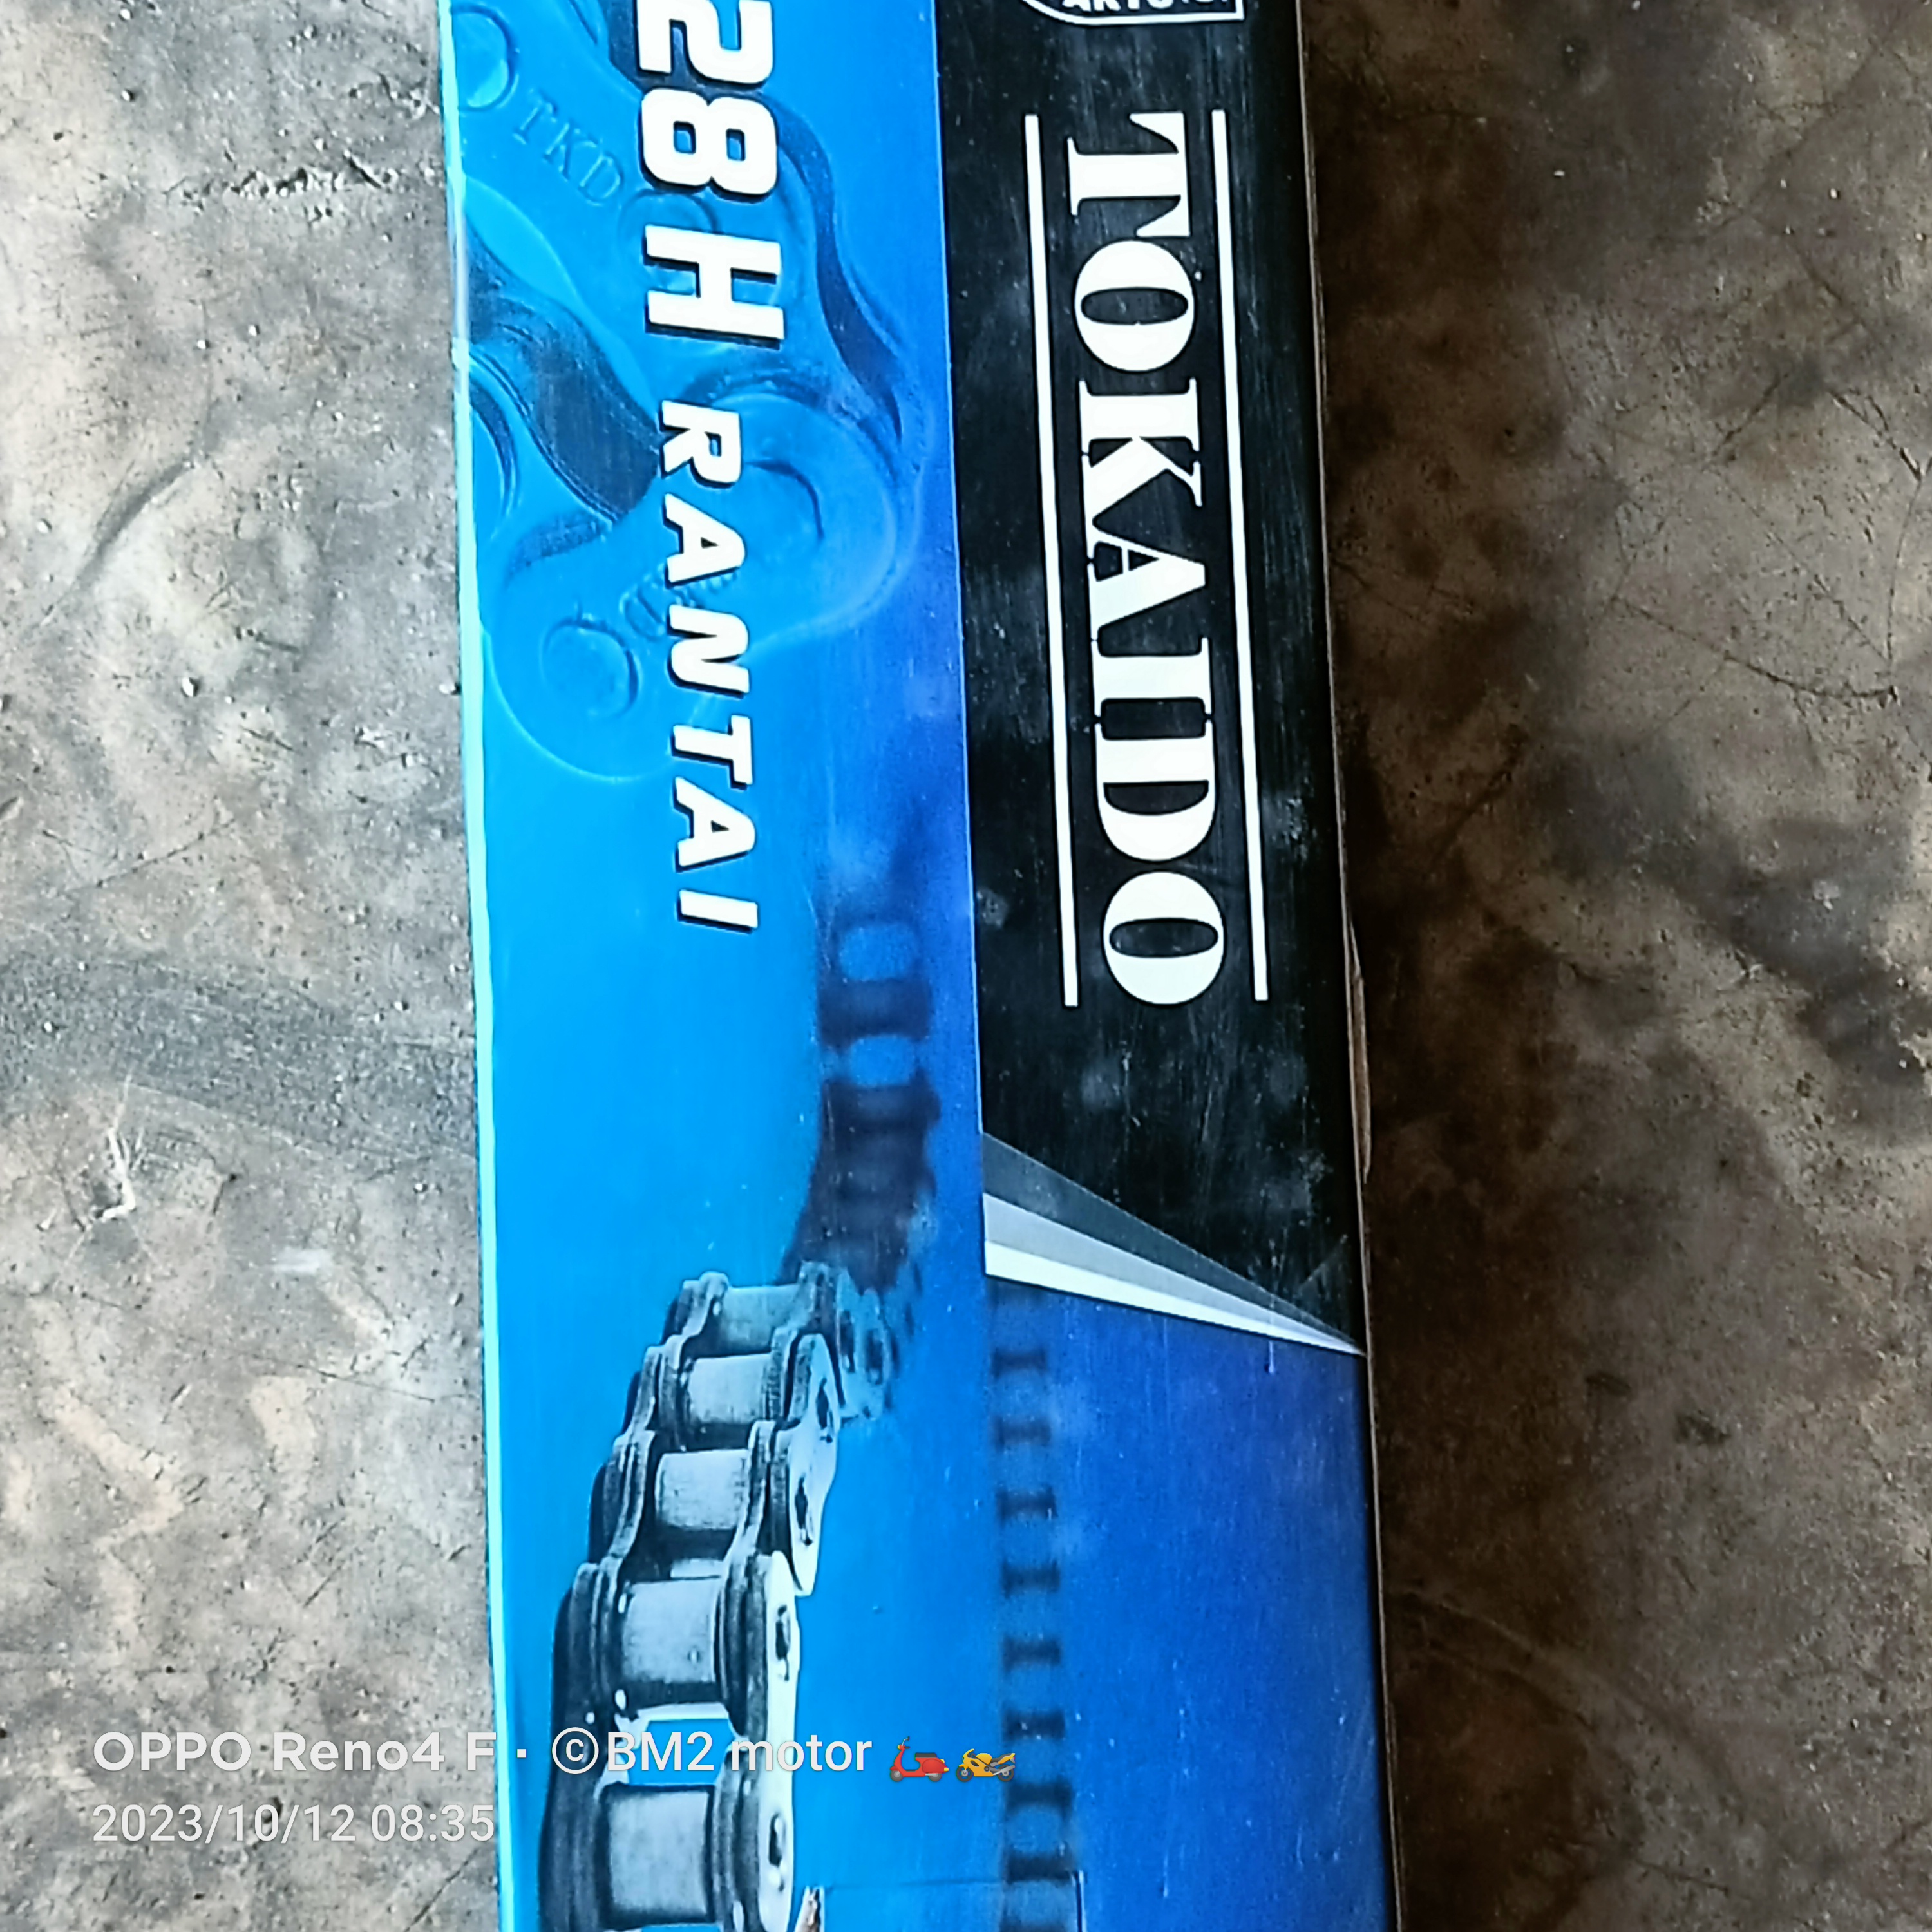 TOKAIDO
28H RANTAI
TKD
OPPO Reno4 F · ©BM2 motor 🛵🏍️
2023/10/12 08:35